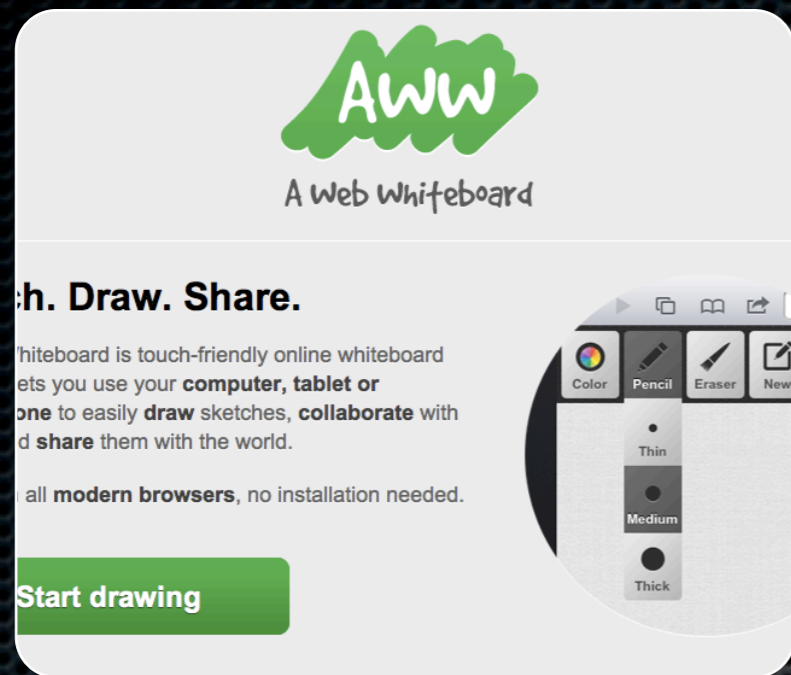 AWW
A Web Whiteboard
ch. Draw. Share.
Whiteboard is touch-friendly online whiteboard
ets you use your computer, tablet or
one to easily draw sketches, collaborate with
d share them with the world.
all modern browsers, no installation needed.
Start drawing
Color
Pencil
Eraser
New
Thin
Medium
Thick